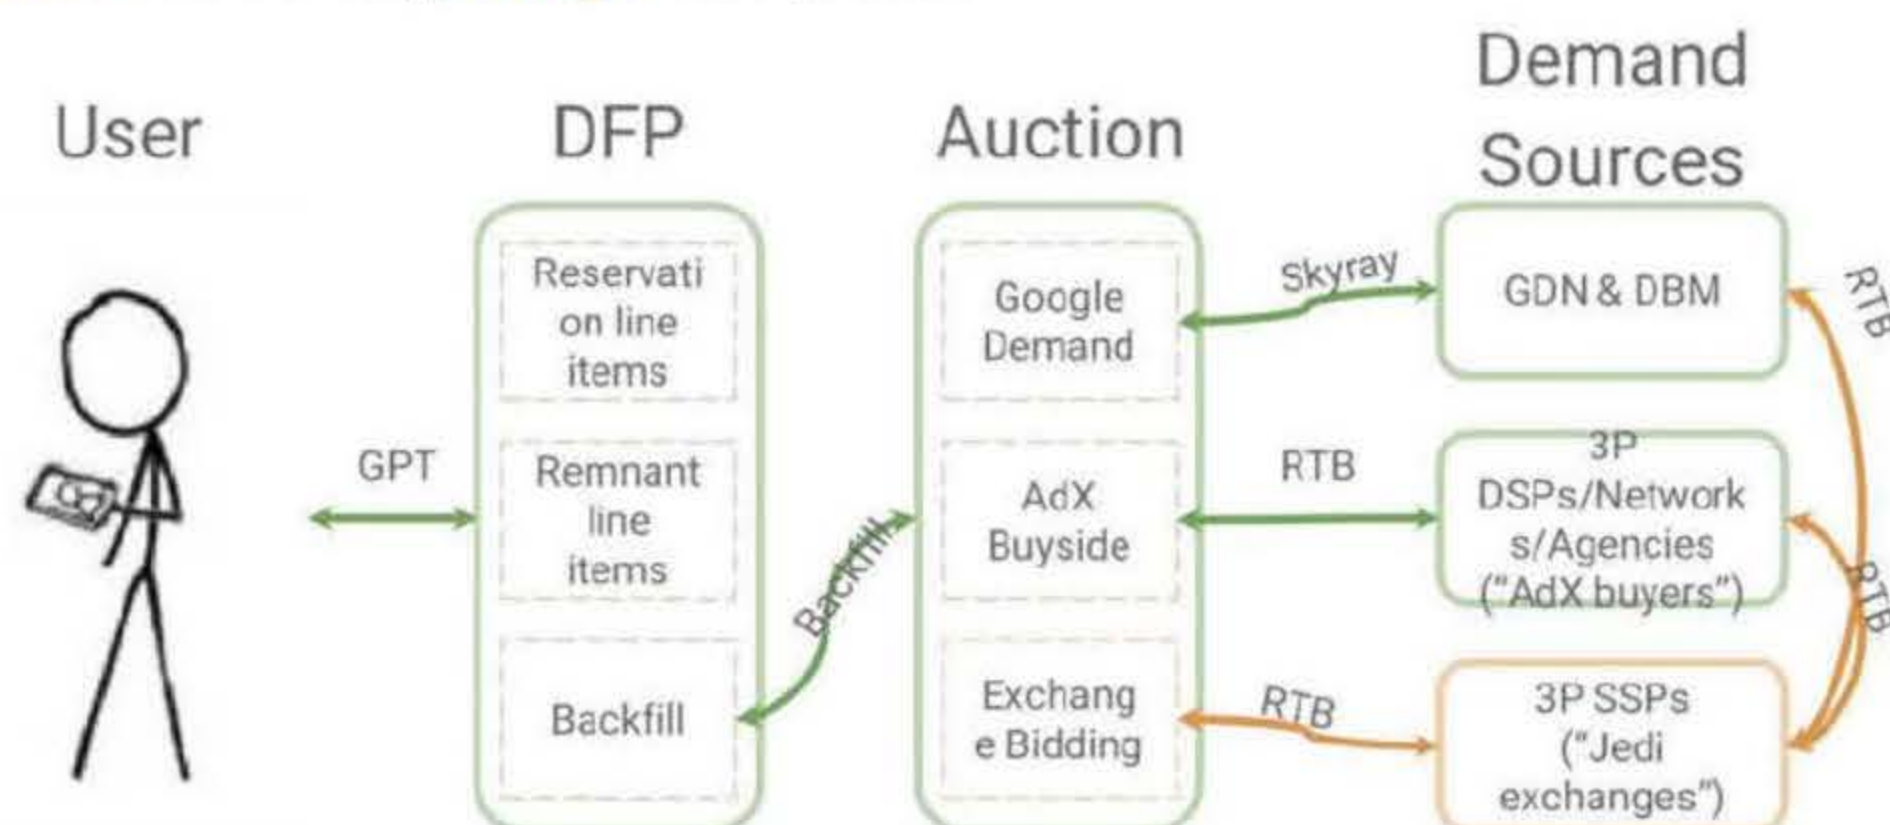 User
DFP
Auction
Demand
Sources
Reservati
on line
items
Remnant
line
items
Backfill
GPT
Backfill
Google
Demand
AdX
Buyside
Exchang
e Bidding
Skyray
RTB
RTB
GDN & DBM
3P
DSPs/Network
s/Agencies
("AdX buyers")
3P SSPs
("Jedi
exchanges")
RTB
RTB